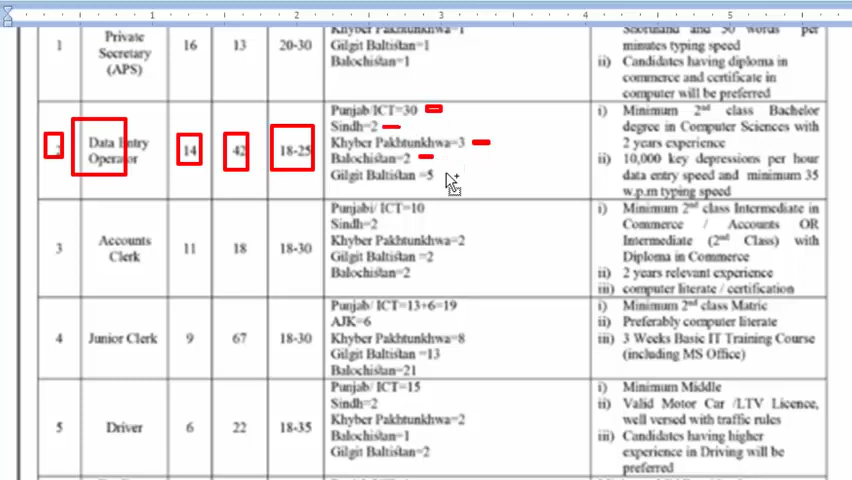 1 2 3 4 5
1 Private Secretary (APS) 16 13 20-30
Khyber Pakhtunkhwa=1
Gilgit Baltistan=1
Balochistan=1
Shorthand and 50 words per
minutes typing speed
ii) Candidates having diploma in
commerce and certificate in
computer will be preferred
2 Data Entry Operator 14 42 18-25
Punjab/ICT=30
Sindh=2
Khyber Pakhtunkhwa=3
Balochistan=2
Gilgit Baltistan =5
i) Minimum 2nd class Bachelor
degree in Computer Sciences with
2 years experience
ii) 10,000 key depressions per hour
data entry speed and minimum 35
w.p.m typing speed
3 Accounts Clerk 11 18 18-30
Punjab/ ICT=10
Sindh=2
Khyber Pakhtunkhwa=2
Gilgit Baltistan =2
Balochistan=2
i) Minimum 2nd class Intermediate in
Commerce / Accounts OR
Intermediate (2nd Class) with
Diploma in Commerce
ii) 2 years relevant experience
iii) computer literate / certification
4 Junior Clerk 9 67 18-30
Punjab/ ICT=13+6=19
AJK=6
Khyber Pakhtunkhwa=8
Gilgit Baltistan =13
Balochistan=21
i) Minimum 2nd class Matric
ii) Preferably computer literate
iii) 3 Weeks Basic IT Training Course
(including MS Office)
5 Driver 6 22 18-35
Punjab/ ICT=15
Sindh=2
Khyber Pakhtunkhwa=2
Balochistan=1
Gilgit Baltistan=2
i) Minimum Middle
ii) Valid Motor Car /LTV Licence,
well versed with traffic rules
iii) Candidates having higher
experience in Driving will be
preferred